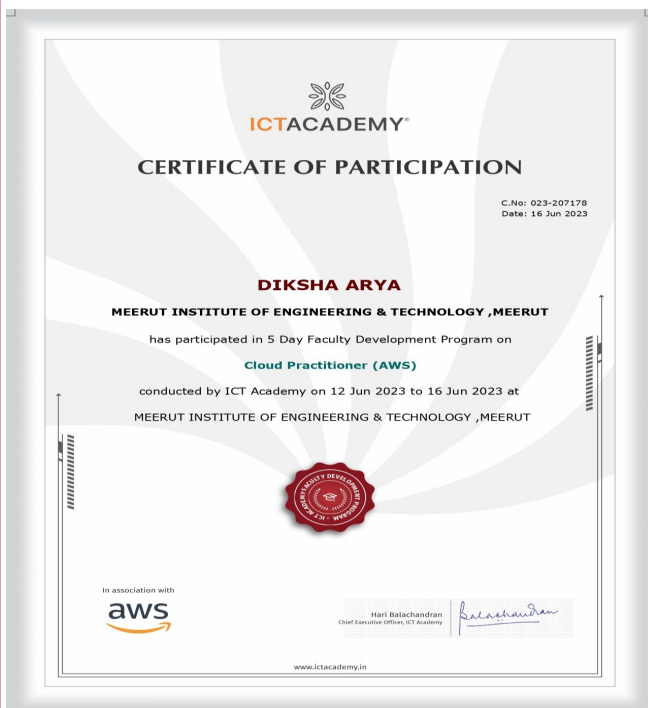 ICTACADEMY®
CERTIFICATE OF PARTICIPATION
C.No: 023-207178
Date: 16 Jun 2023
DIKSHA ARYA
MEERUT INSTITUTE OF ENGINEERING & TECHNOLOGY ,MEERUT
has participated in 5 Day Faculty Development Program on
Cloud Practitioner (AWS)
conducted by ICT Academy on 12 Jun 2023 to 16 Jun 2023 at
MEERUT INSTITUTE OF ENGINEERING & TECHNOLOGY ,MEERUT
FACULTY DEVELOPMENT PROGRAM
· ICT ACADEMY
In association with
aws
Hari Balachandran
Chief Executive Officer, ICT Academy
Balachandran
www.ictacademy.in